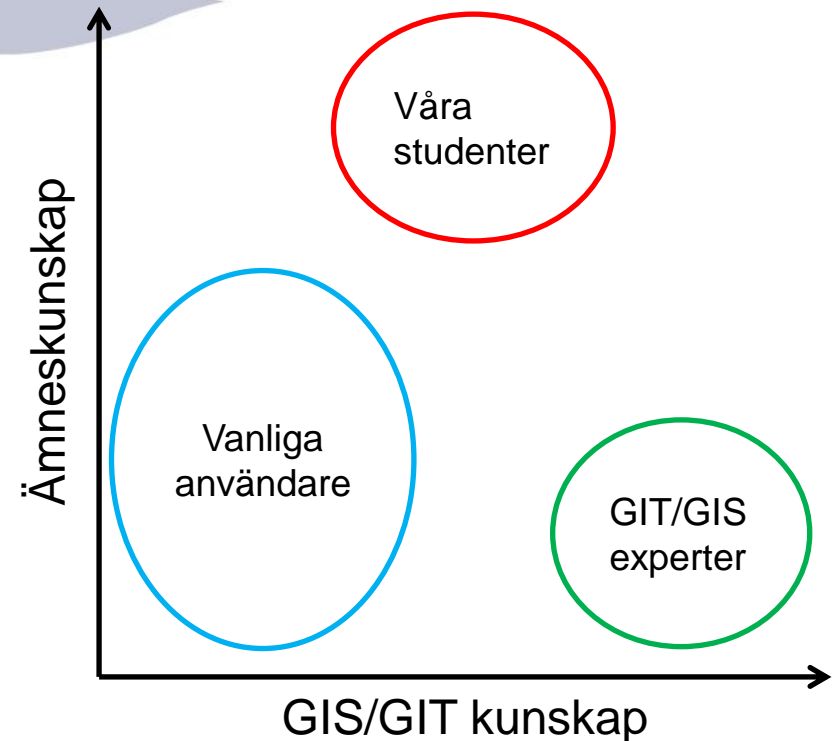 Våra
studenter
Ämneskunskap
Vanliga
användare
GIT/GIS
experter
GIS/GIT kunskap